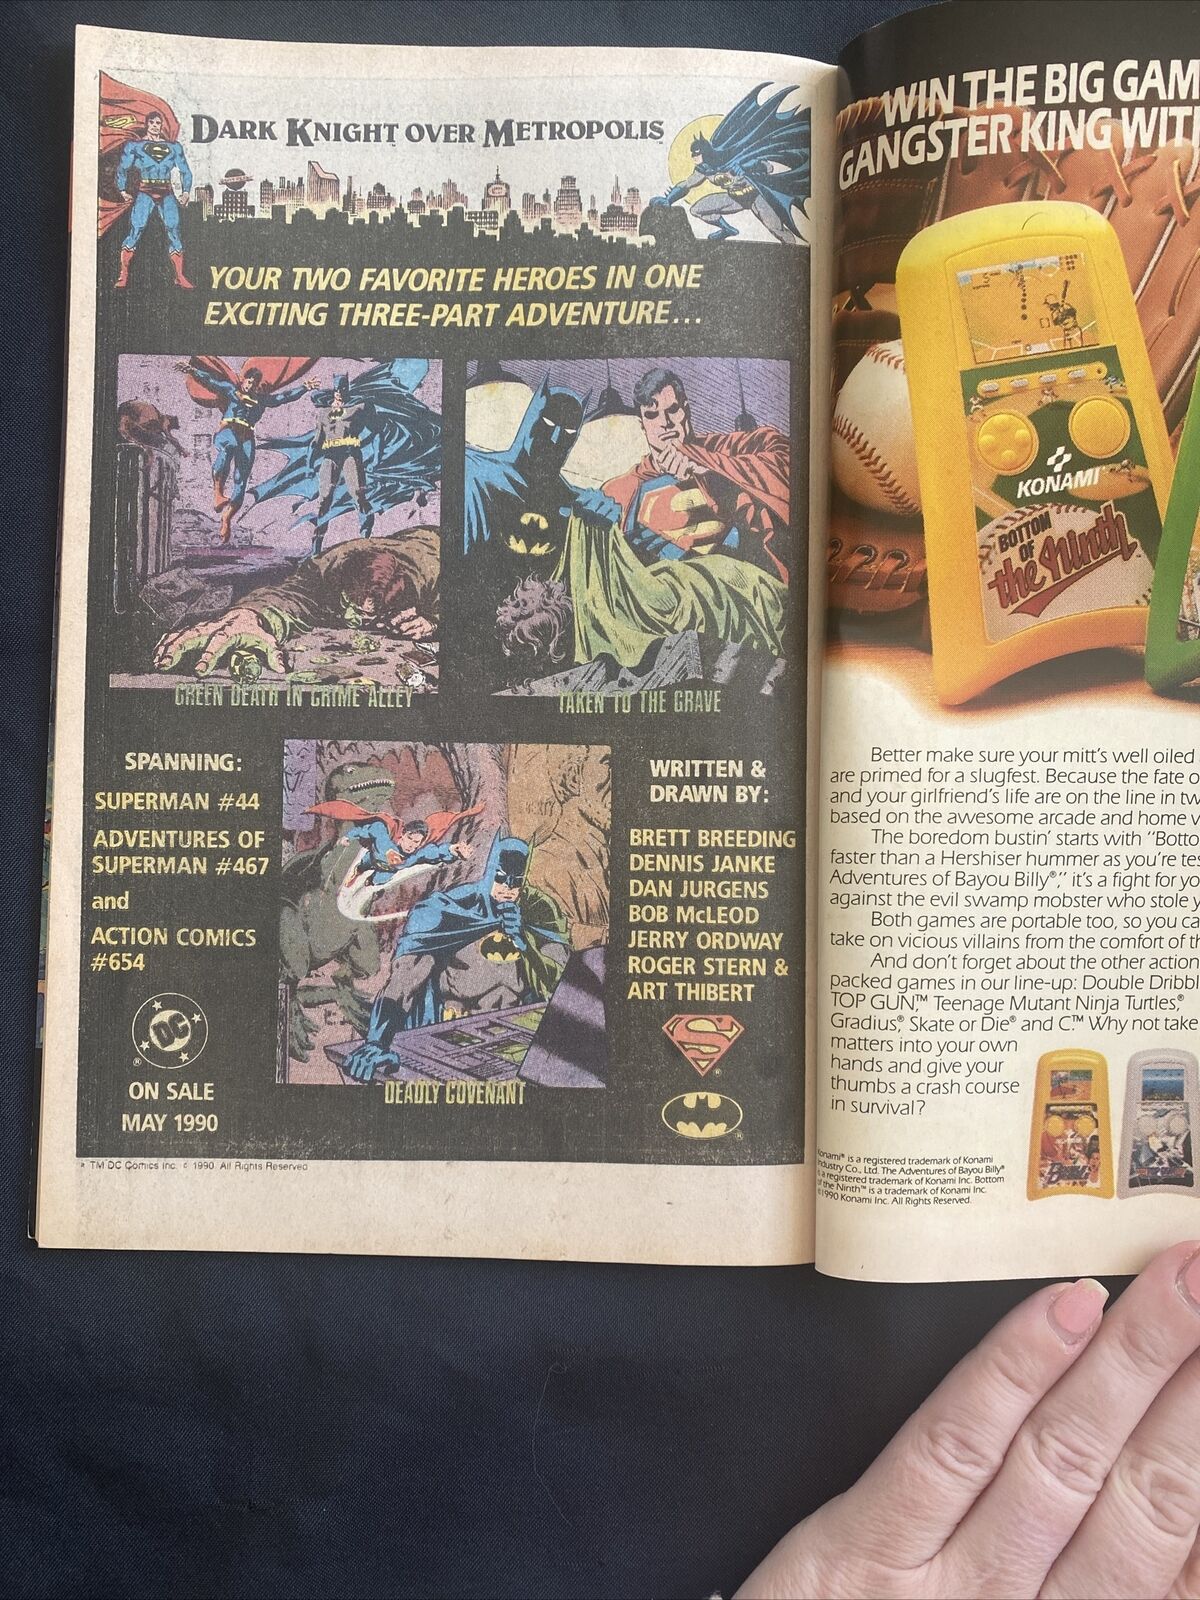 DARK KNIGHT OVER METROPOLIS™
YOUR TWO FAVORITE HEROES IN ONE
EXCITING THREE-PART ADVENTURE...
GREEN DEATH IN CRIME ALLEY
TAKEN TO THE GRAVE
SPANNING:
SUPERMAN #44
ADVENTURES OF
SUPERMAN #467
and
ACTION COMICS
#654
DC
®
ON SALE
MAY 1990
DEADLY COVENANT
WRITTEN &
DRAWN BY:
BRETT BREEDING
DENNIS JANKE
DAN JURGENS
BOB McLEOD
JERRY ORDWAY
ROGER STERN &
ART THIBERT
TM DC Comics Inc. © 1990 All Rights Reserved
WIN THE BIG GAM
GANGSTER KING WIT
KONAMI
BOTTOM
OF
the Ninth
Better make sure your mitt's well oiled
are primed for a slugfest. Because the fate o
and your girlfriend's life are on the line in tw
based on the awesome arcade and home v
The boredom bustin' starts with "Botto
faster than a Hershiser hummer as you're tes
Adventures of Bayou Billy®," it's a fight for yo
against the evil swamp mobster who stole y
Both games are portable too, so you ca
take on vicious villains from the comfort of th
And don't forget about the other action
packed games in our line-up: Double Dribbl
TOP GUN,™ Teenage Mutant Ninja Turtles,®
Gradius,® Skate or Die® and C.™ Why not take
matters into your own
hands and give your
thumbs a crash course
in survival?
Konami® is a registered trademark of Konami
Industry Co., Ltd. The Adventures of Bayou Billy®
is a registered trademark of Konami Inc. Bottom
of the Ninth™ is a trademark of Konami Inc.
©1990 Konami Inc. All Rights Reserved.